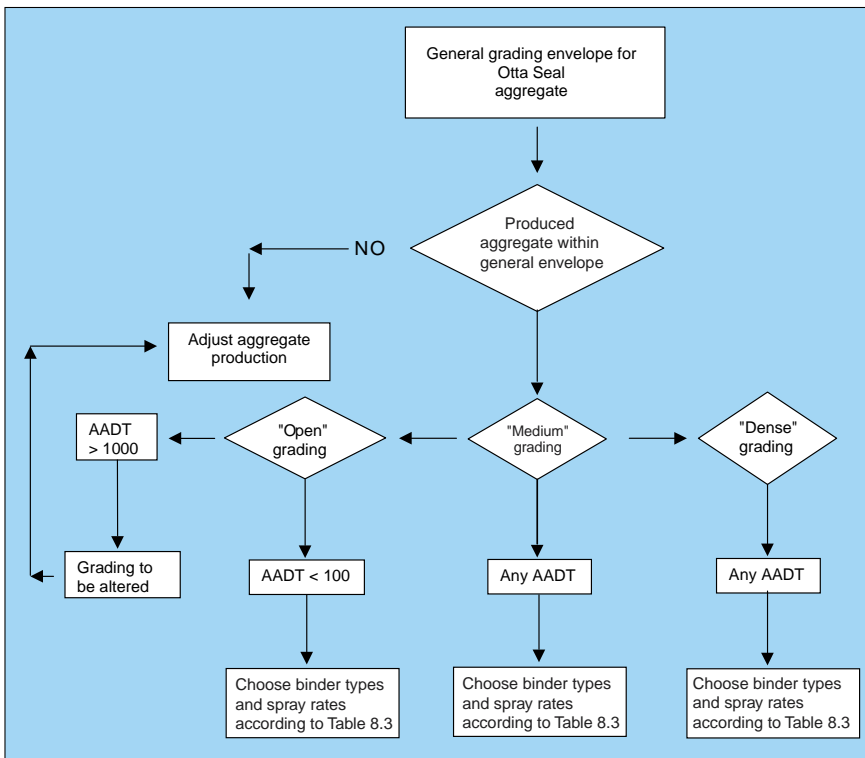 General grading envelope for
Otta Seal
aggregate
Produced
aggregate within
general envelope
NO
Adjust aggregate
production
AADT
> 1000
"Open"
grading
"Medium"
grading
"Dense"
grading
Grading to
be altered
AADT < 100
Any AADT
Any AADT
Choose binder types
and spray rates
according to Table 8.3
Choose binder types
and spray rates
according to Table 8.3
Choose binder types
and spray rates
according to Table 8.3